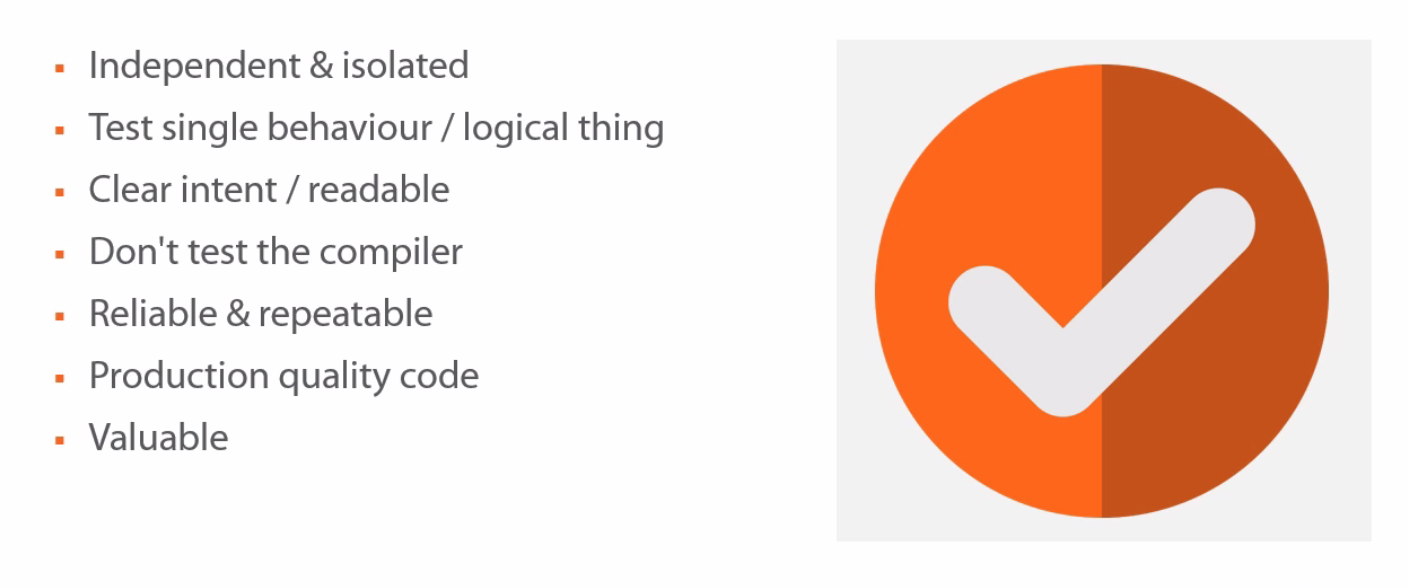 Independent & isolated
Test single behaviour / logical thing
Clear intent / readable
Don't test the compiler
Reliable & repeatable
Production quality code
Valuable